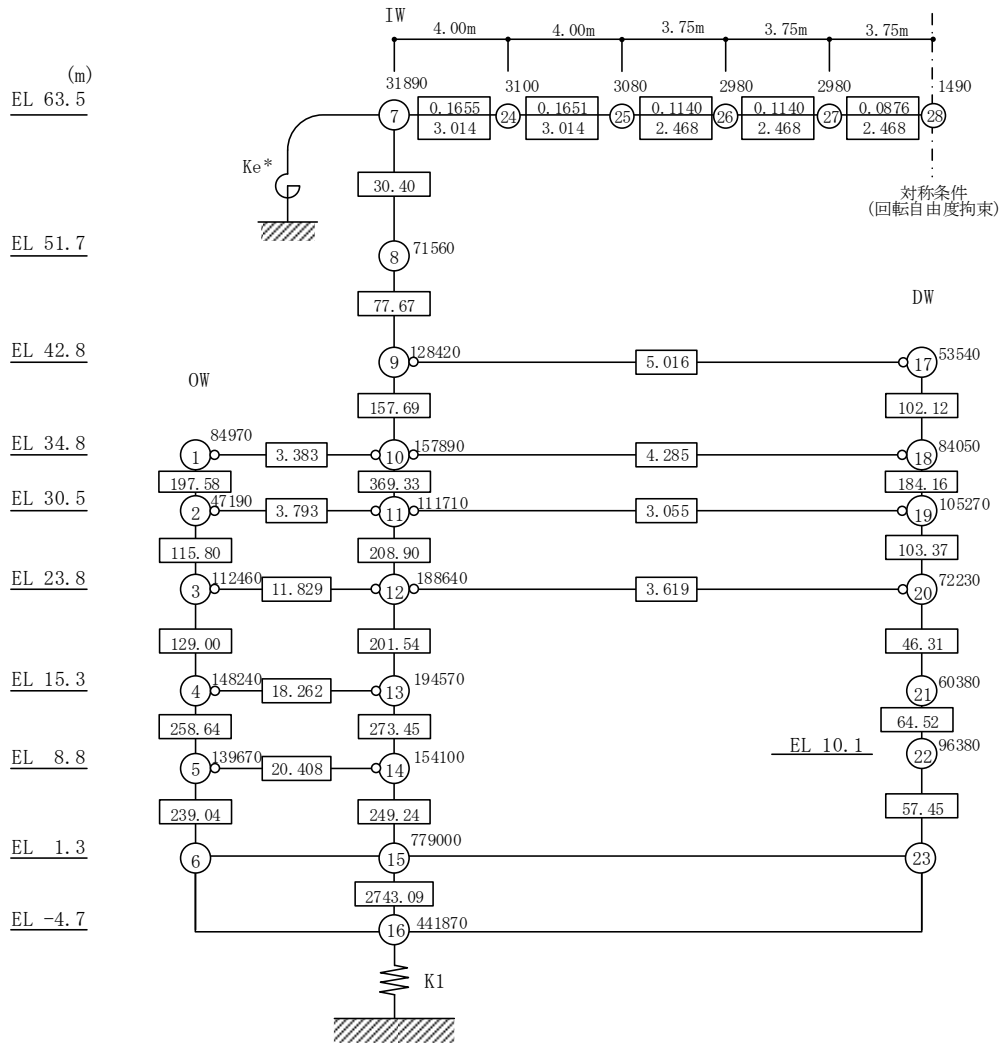 IW
4.00m 4.00m 3.75m 3.75m 3.75m
(m)
31890 3100 3080 2980 2980 1490
EL 63.5
7 0.1655 24 0.1651 25 0.1140 26 0.1140 27 0.0876 28
3.014 3.014 2.468 2.468 2.468
Ke*
30.40
対称条件
(回転自由度拘束)
EL 51.7
8 71560
77.67
DW
EL 42.8
9 128420 5.016 17 53540
OW
157.69 102.12
EL 34.8
1 84970 3.383 10 157890 4.285 18 84050
197.58 369.33 184.16
EL 30.5
2 47190 3.793 11 111710 3.055 19 105270
115.80 208.90 103.37
EL 23.8
3 112460 11.829 12 188640 3.619 20 72230
129.00 201.54 46.31
EL 15.3
4 148240 18.262 13 194570 21 60380
258.64 273.45 64.52
EL 10.1
22 96380
EL 8.8
5 139670 20.408 14 154100
239.04 249.24 57.45
EL 1.3
6 15 779000 23
2743.09
EL -4.7
16 441870
K1